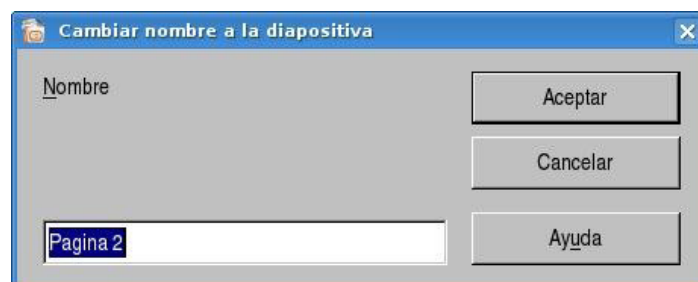 Cambiar nombre a la diapositiva
Nombre
Aceptar
Cancelar
Pagina 2
Ayuda